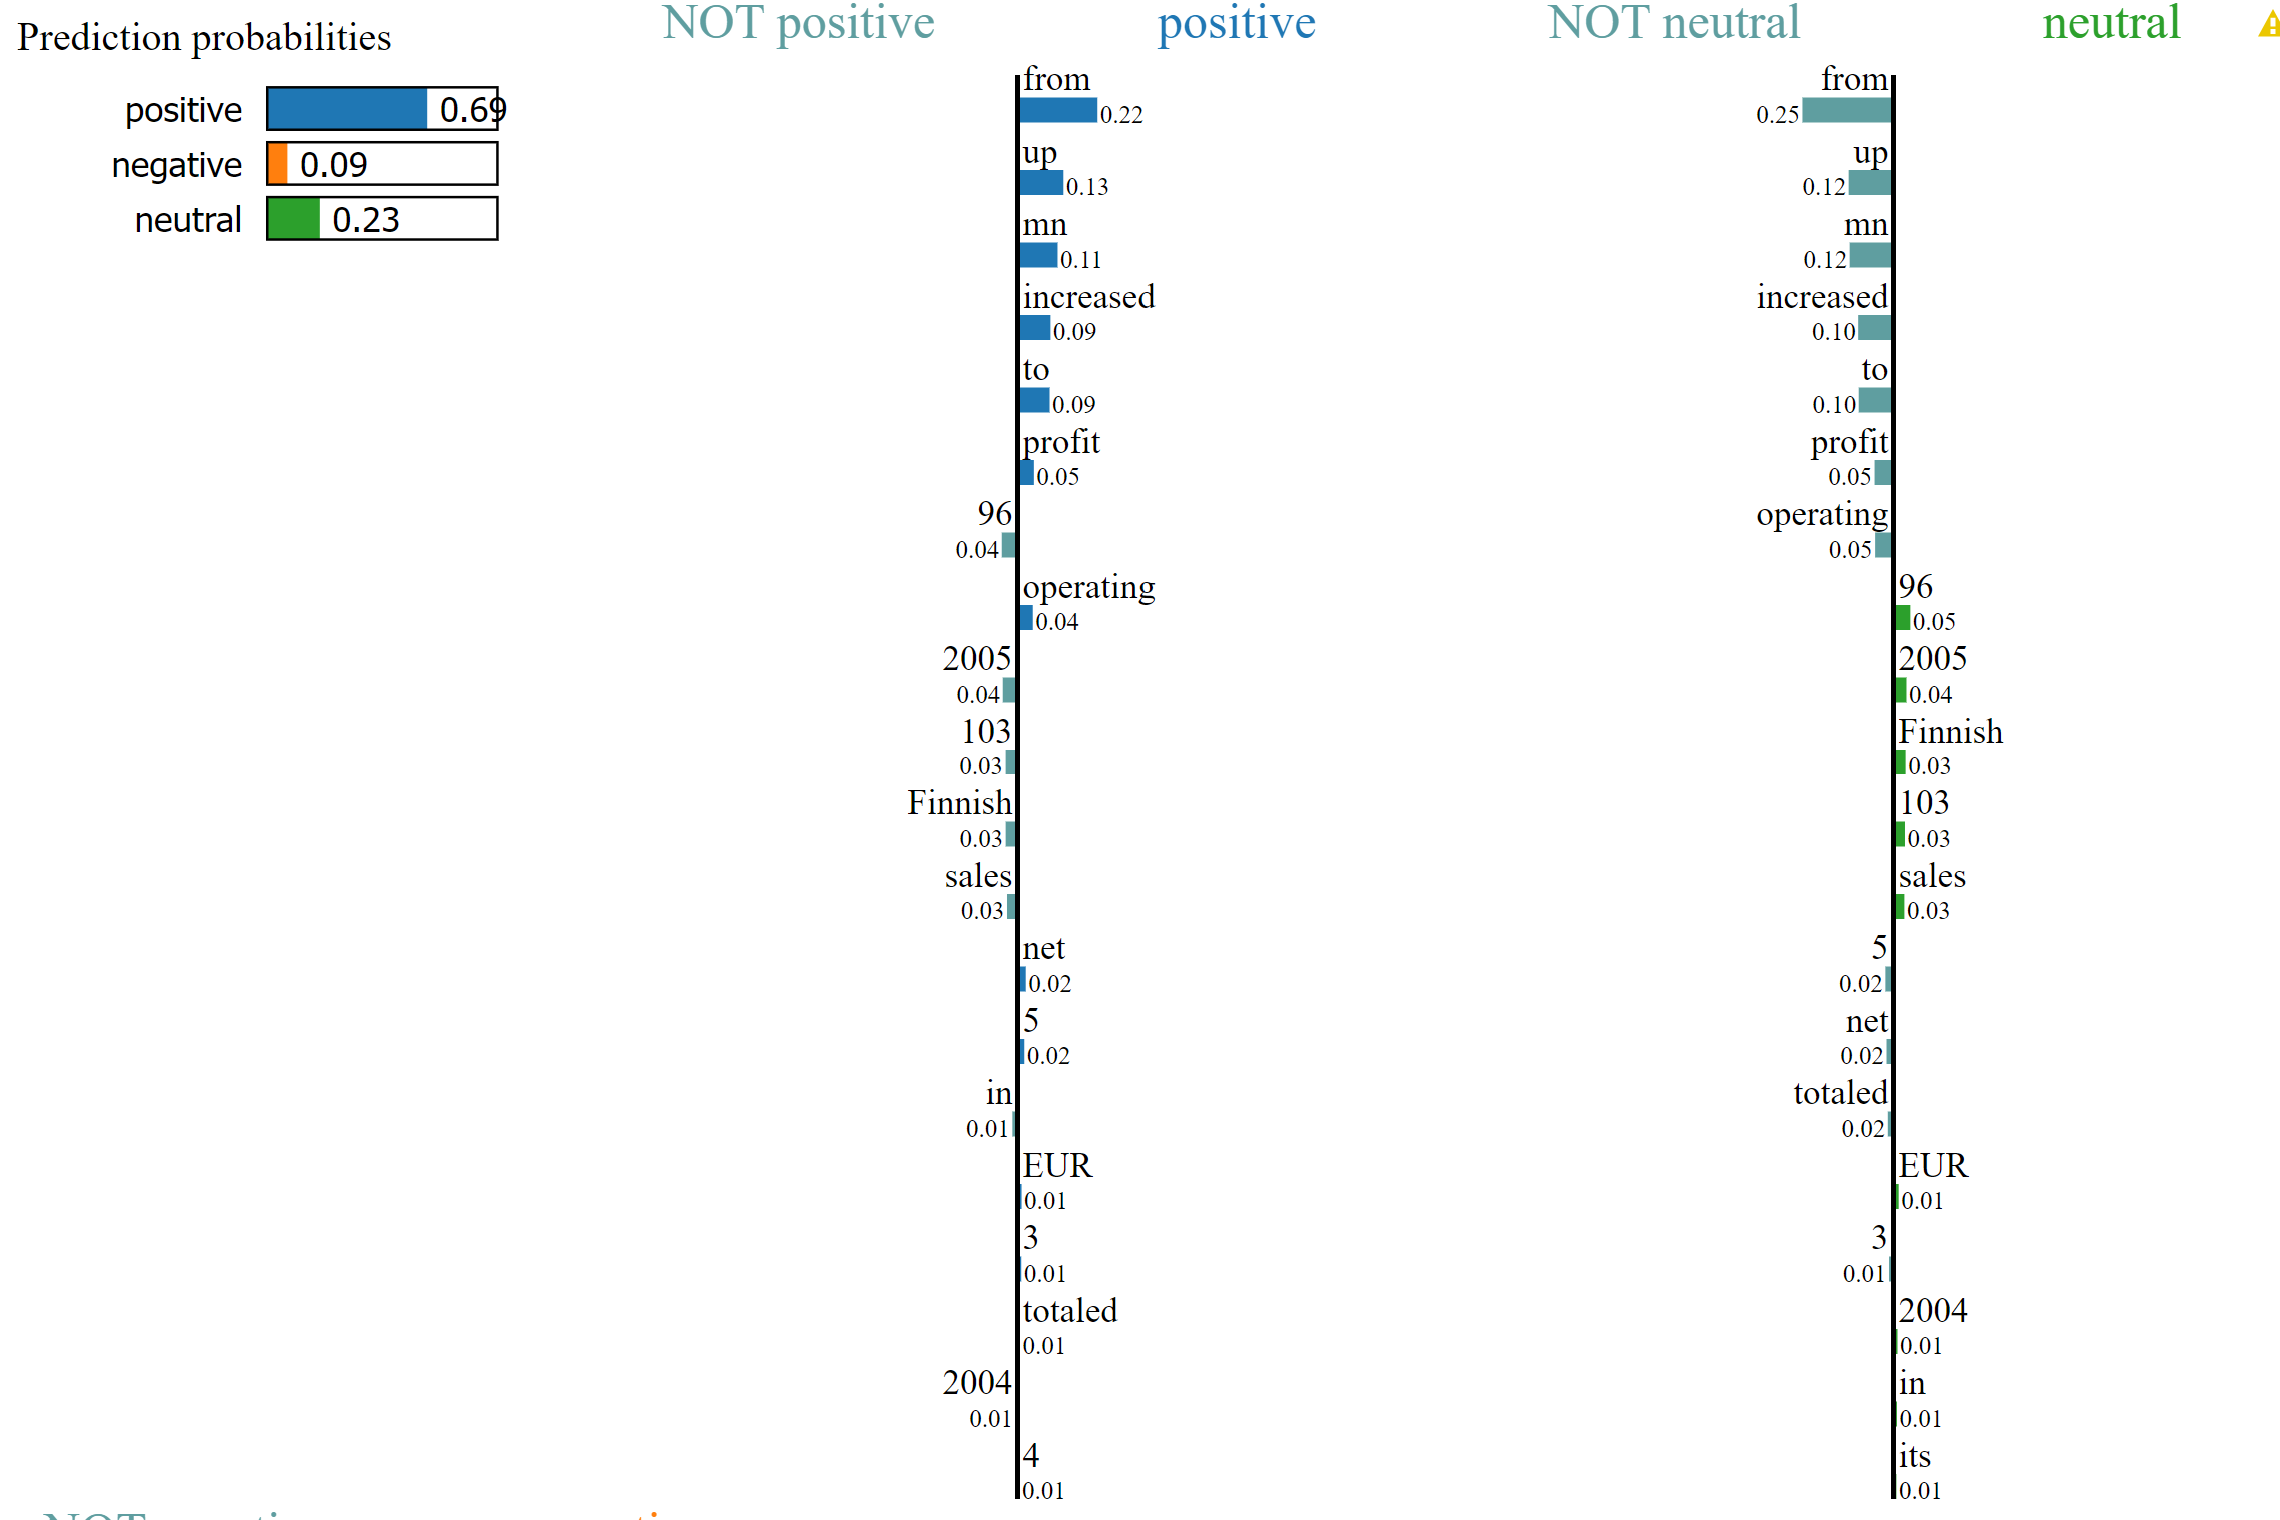 Prediction probabilities
positive 0.69
negative 0.09
neutral 0.23
NOT positive positive
from
0.22
up
0.13
mn
0.11
increased
0.09
to
0.09
profit
0.05
96
0.04
operating
0.04
2005
0.04
103
0.03
Finnish
0.03
sales
0.03
net
0.02
5
0.02
in
0.01
EUR
0.01
3
0.01
totaled
0.01
2004
0.01
4
0.01
NOT neutral neutral
from
0.25
up
0.12
mn
0.12
increased
0.10
to
0.10
profit
0.05
operating
0.05
96
0.05
2005
0.04
Finnish
0.03
103
0.03
sales
0.03
5
0.02
net
0.02
totaled
0.02
EUR
0.01
3
0.01
2004
0.01
in
0.01
its
0.01